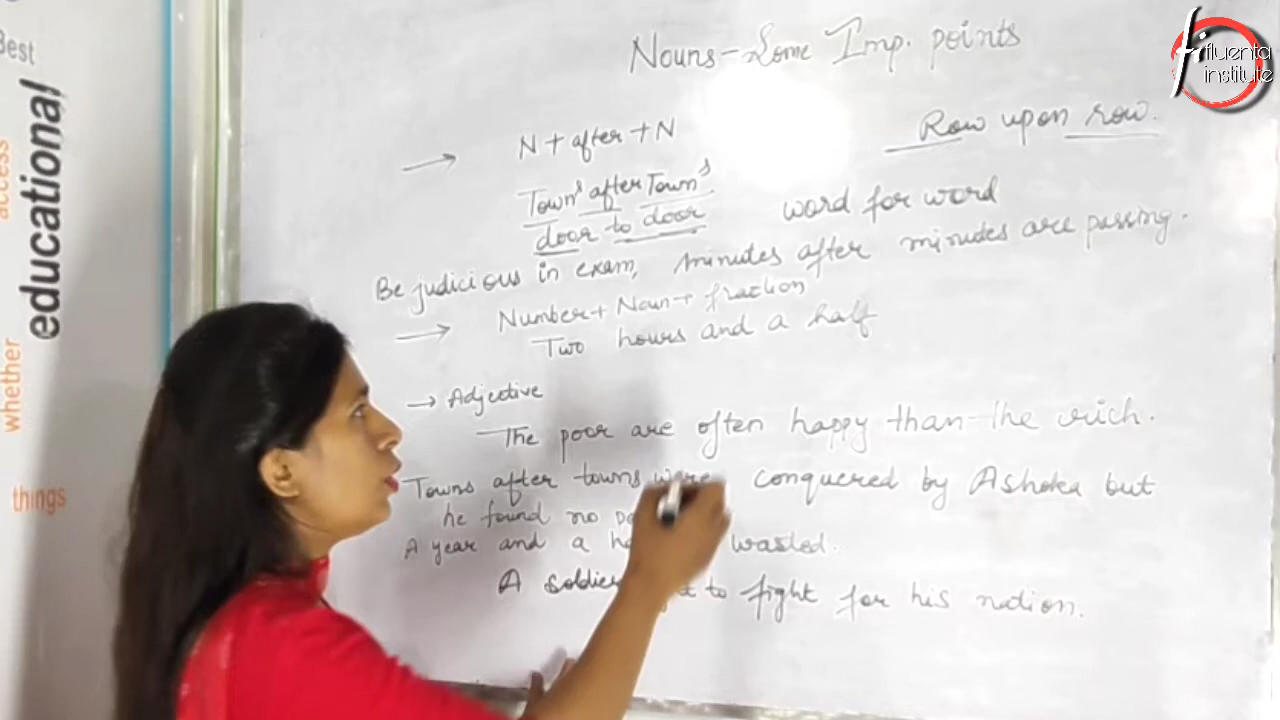 Best
educational
access
whether
things
fluenta
institute
Nouns - Some Imp. points
N + after + N
Row upon row.
Town's after Town's.
door to door
word for word
Be judicious in exam, minutes after minutes are passing.
Number + Noun + fraction
Two hours and a half
Adjective
The poor are often happy than the rich.
Towns after towns were conquered by Ashoka but
he found no
A year and a wasted.
A soldier to fight for his nation.